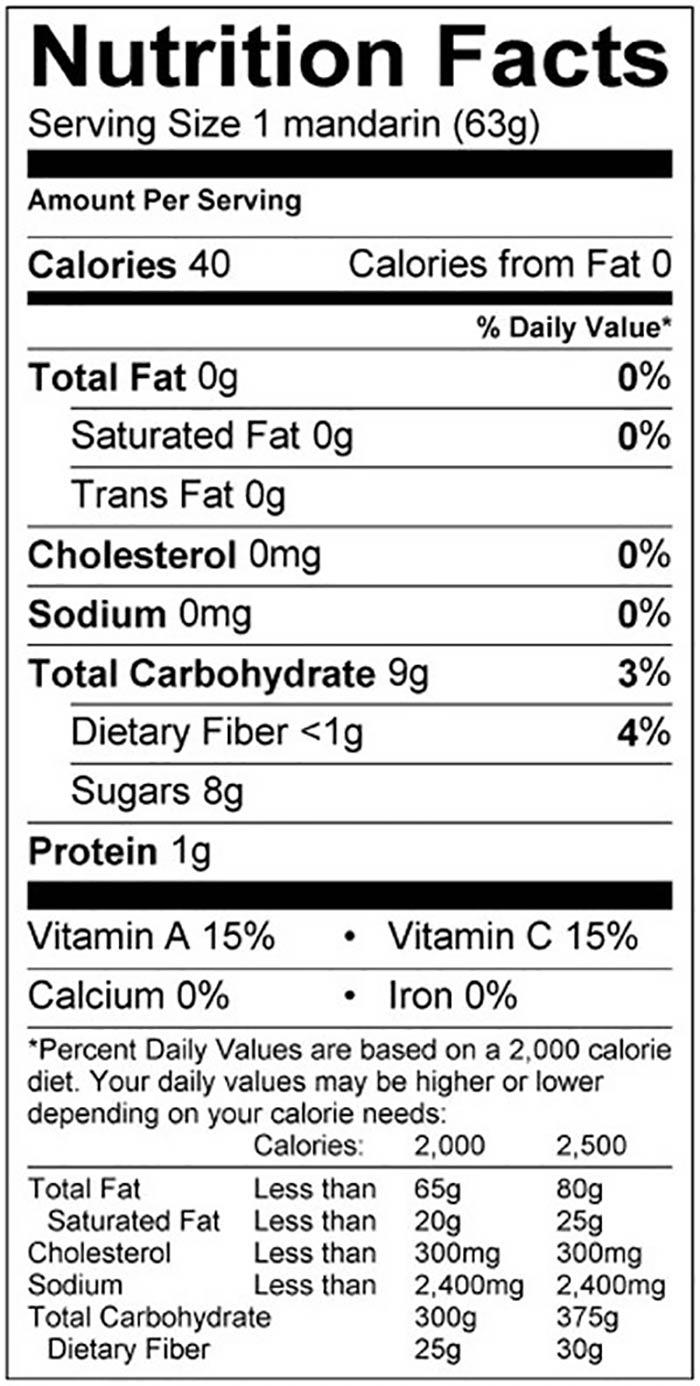 Nutrition Facts
Serving Size 1 mandarin (63g)
Amount Per Serving
Calories 40 Calories from Fat 0
% Daily Value*
Total Fat 0g 0%
Saturated Fat 0g 0%
Trans Fat 0g
Cholesterol 0mg 0%
Sodium 0mg 0%
Total Carbohydrate 9g 3%
Dietary Fiber <1g 4%
Sugars 8g
Protein 1g
Vitamin A 15% • Vitamin C 15%
Calcium 0% • Iron 0%
*Percent Daily Values are based on a 2,000 calorie
diet. Your daily values may be higher or lower
depending on your calorie needs:
Calories: 2,000 2,500
Total Fat Less than 65g 80g
Saturated Fat Less than 20g 25g
Cholesterol Less than 300mg 300mg
Sodium Less than 2,400mg 2,400mg
Total Carbohydrate 300g 375g
Dietary Fiber 25g 30g